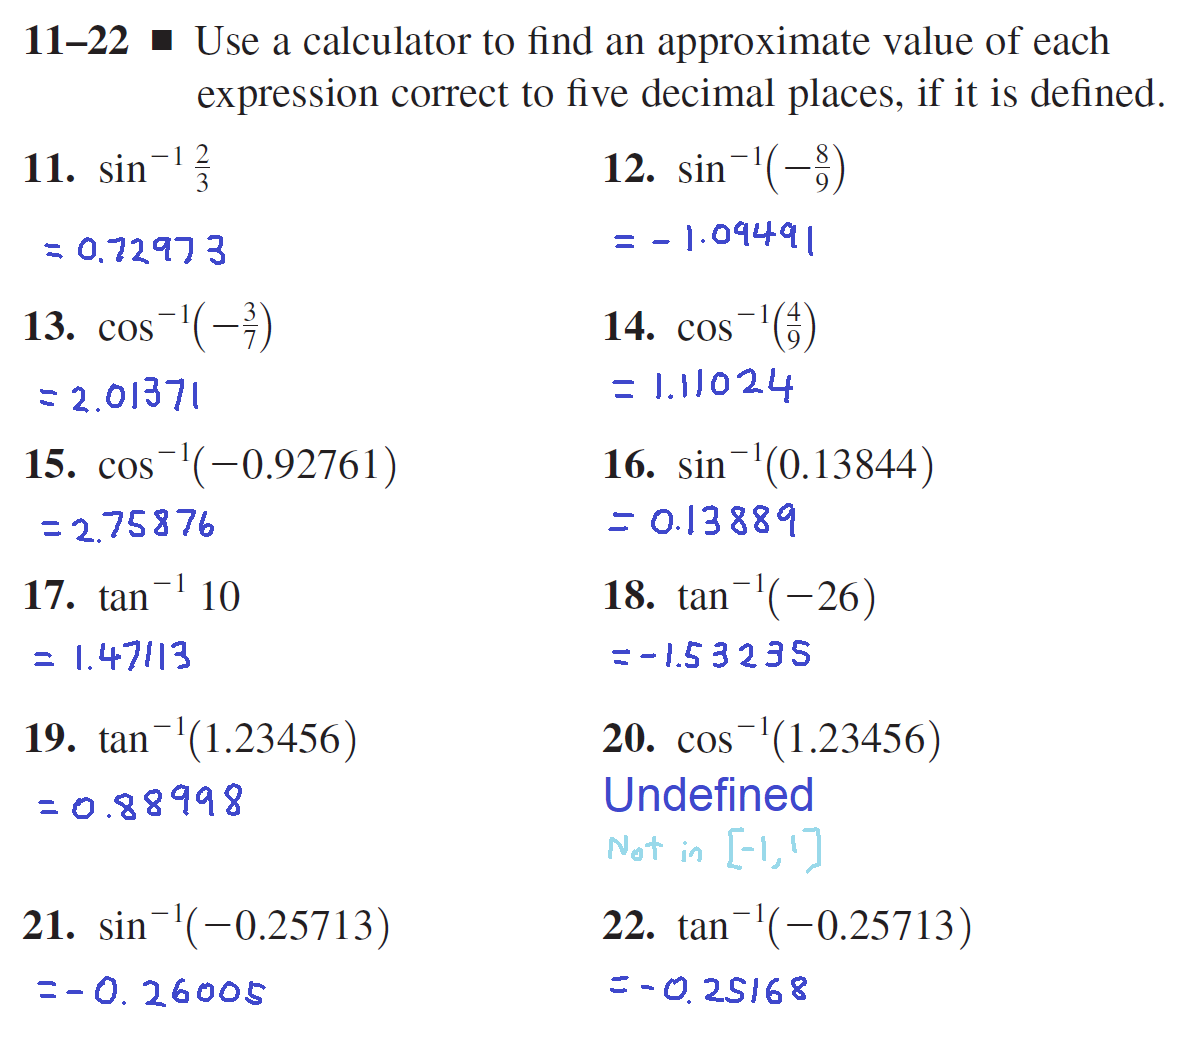 11–22 ■ Use a calculator to find an approximate value of each
expression correct to five decimal places, if it is defined.
11. sin⁻¹ 2/3
12. sin⁻¹(−8/9)
= 0.72973
= - 1.09491
13. cos⁻¹(−3/7)
14. cos⁻¹(4/9)
= 2.01371
= 1.11024
15. cos⁻¹(−0.92761)
16. sin⁻¹(0.13844)
= 2.75876
= 0.13889
17. tan⁻¹ 10
18. tan⁻¹(−26)
= 1.47113
= -1.53235
19. tan⁻¹(1.23456)
20. cos⁻¹(1.23456)
= 0.88998
Undefined
Not in [-1,1]
21. sin⁻¹(−0.25713)
22. tan⁻¹(−0.25713)
= - 0.26005
= - 0.25168